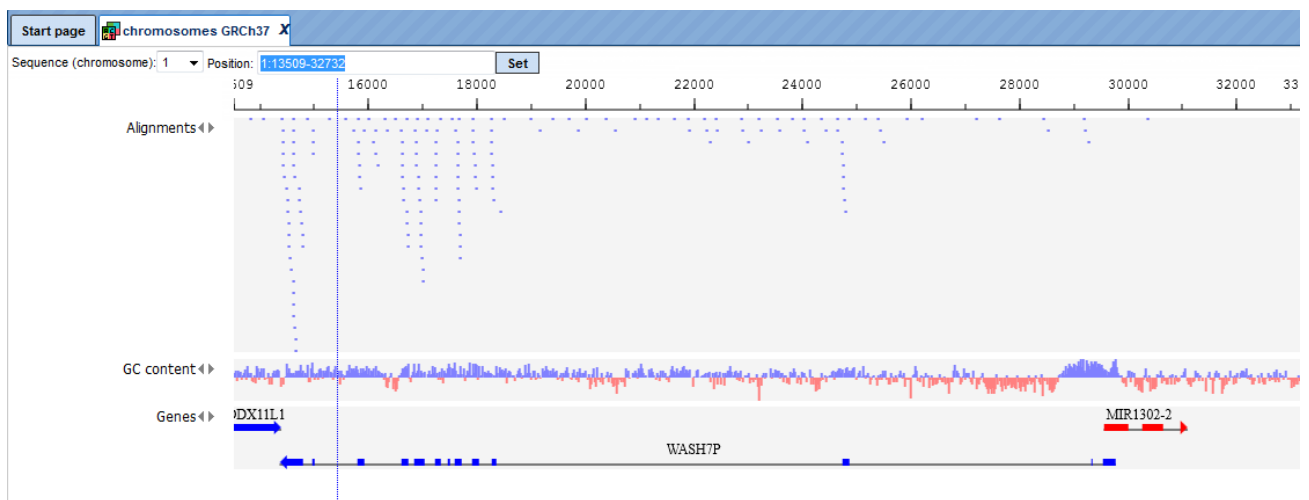 Start page chromosomes GRCh37 X
Sequence (chromosome): 1 Position: 1:13509-32732 Set
509 16000 18000 20000 22000 24000 26000 28000 30000 32000 33
Alignments
GC content
Genes
DDX11L1 MIR1302-2
WASH7P